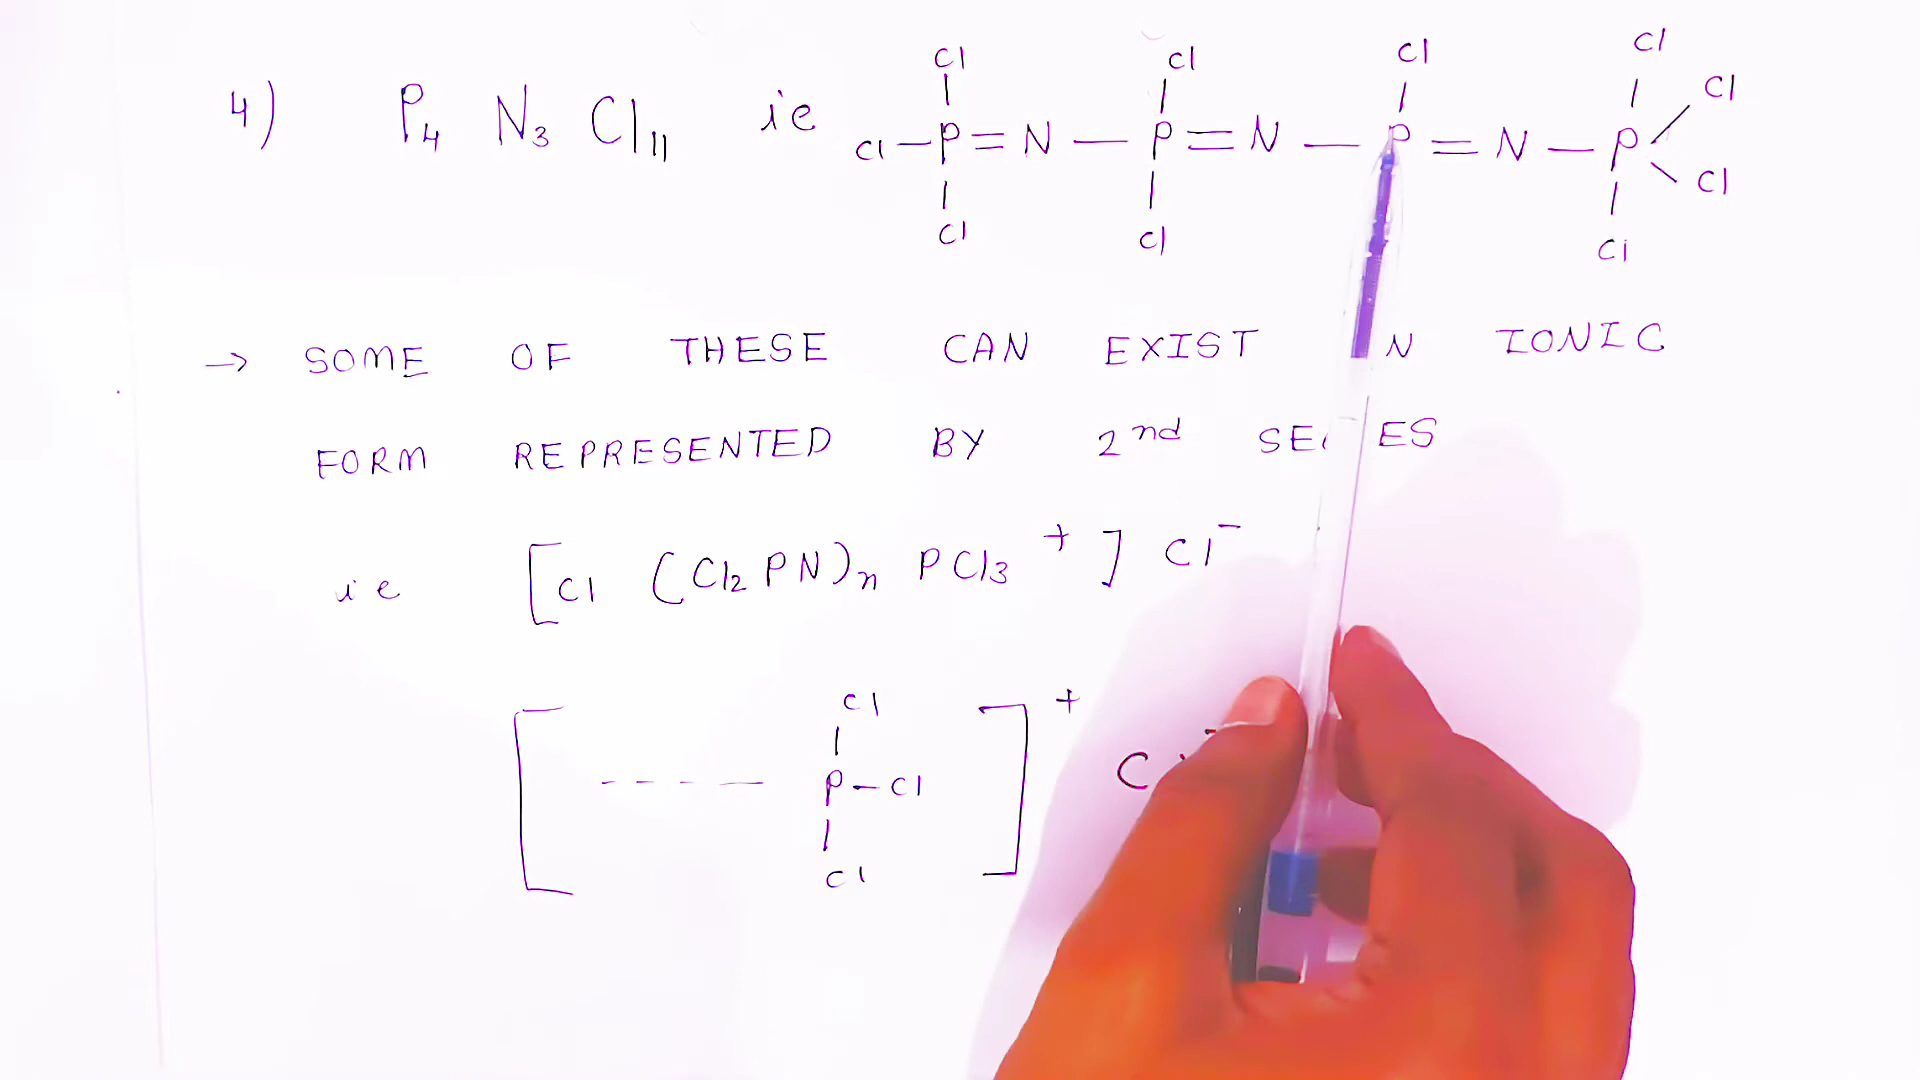 Cl Cl Cl Cl
4) P4 N3 Cl11 ie Cl–P=N–P=N–P=N–P Cl Cl
Cl Cl Cl
→ SOME OF THESE CAN EXIST N IONIC
FORM REPRESENTED BY 2nd SE ES
ie [Cl (Cl2PN)n PCl3 +] Cl-
Cl
[ - - - - — P–Cl ]+ C -
Cl